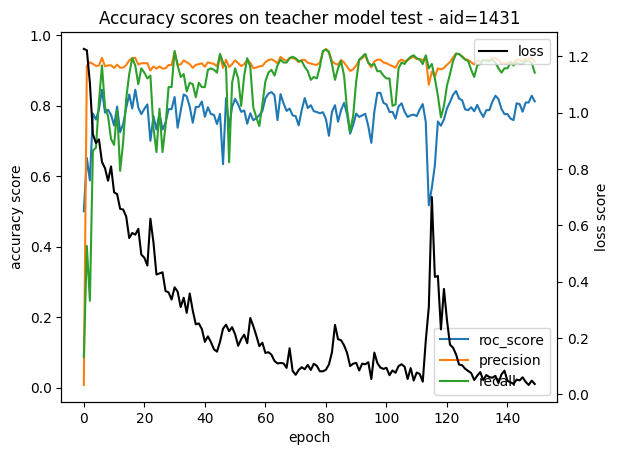 Accuracy scores on teacher model test - aid=1431
accuracy score
1.0
0.8
0.6
0.4
0.2
0.0
loss
1.2
1.0
0.8
0.6
0.4
0.2
0.0
loss score
roc_score
precision
recall
0 20 40 60 80 100 120 140
epoch